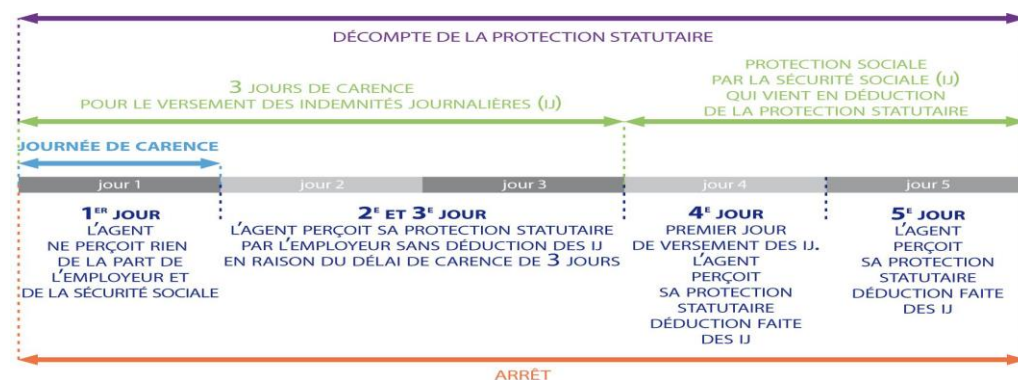 DÉCOMPTE DE LA PROTECTION STATUTAIRE
3 JOURS DE CARENCE
POUR LE VERSEMENT DES INDEMNITÉS JOURNALIÈRES (IJ)
PROTECTION SOCIALE
PAR LA SÉCURITÉ SOCIALE (IJ)
QUI VIENT EN DÉDUCTION
DE LA PROTECTION STATUTAIRE
JOURNÉE DE CARENCE
jour 1
jour 2
jour 3
jour 4
jour 5
1ER JOUR
L'AGENT
NE PERÇOIT RIEN
DE LA PART DE
L'EMPLOYEUR ET
DE LA SÉCURITÉ SOCIALE
2E ET 3E JOUR
L'AGENT PERÇOIT SA PROTECTION STATUTAIRE
PAR L'EMPLOYEUR SANS DÉDUCTION DES IJ
EN RAISON DU DÉLAI DE CARENCE DE 3 JOURS
4E JOUR
PREMIER JOUR
DE VERSEMENT DES IJ.
L'AGENT
PERÇOIT
SA PROTECTION
STATUTAIRE
DÉDUCTION FAITE
DES IJ
5E JOUR
L'AGENT
PERÇOIT
SA PROTECTION
STATUTAIRE
DÉDUCTION FAITE
DES IJ
ARRÊT